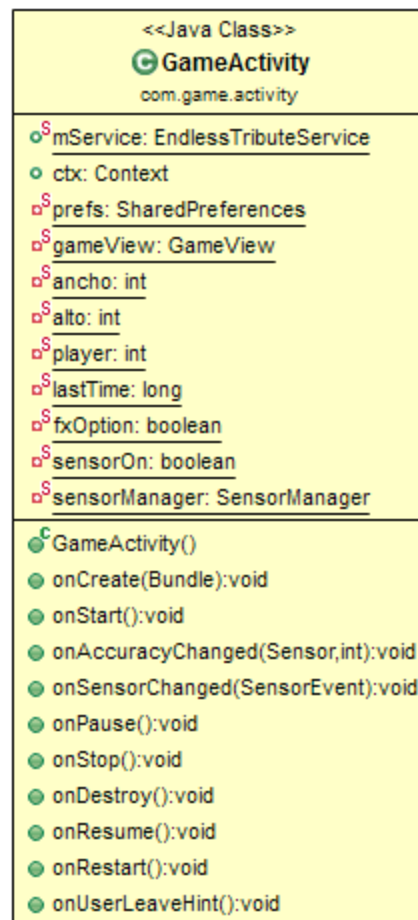 <<Java Class>>
C GameActivity
com.game.activity
S mService: EndlessTributeService
ctx: Context
S prefs: SharedPreferences
S gameView: GameView
S ancho: int
S alto: int
S player: int
S lastTime: long
S fxOption: boolean
S sensorOn: boolean
S sensorManager: SensorManager
C GameActivity()
onCreate(Bundle):void
onStart():void
onAccuracyChanged(Sensor,int):void
onSensorChanged(SensorEvent):void
onPause():void
onStop():void
onDestroy():void
onResume():void
onRestart():void
onUserLeaveHint():void